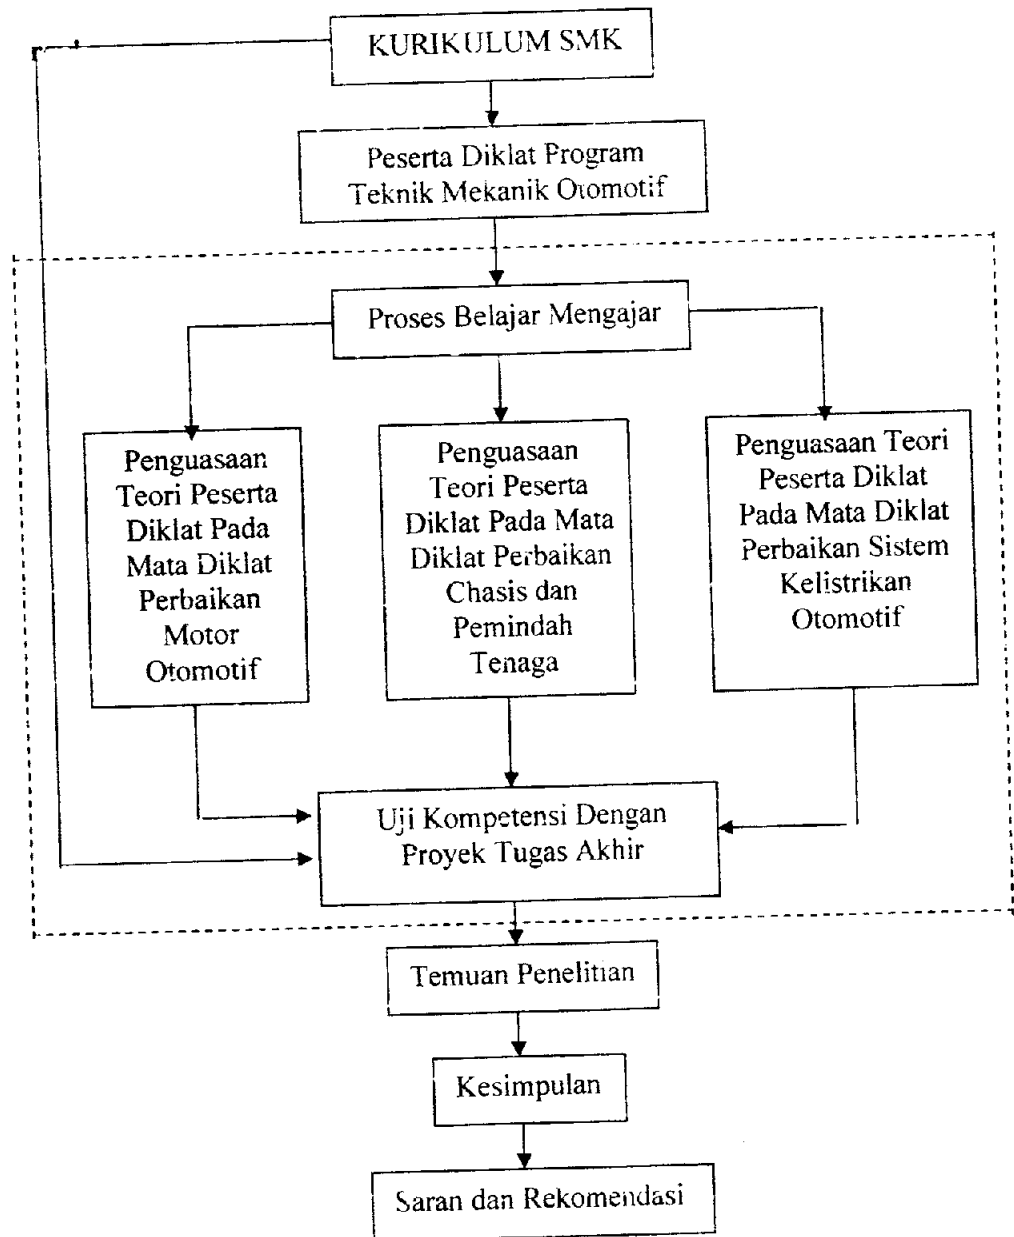 KURIKULUM SMK
Peserta Diklat Program
Teknik Mekanik Otomotif
Proses Belajar Mengajar
Penguasaan
Teori Peserta
Diklat Pada
Mata Diklat
Perbaikan
Motor
Otomotif
Penguasaan
Teori Peserta
Diklat Pada Mata
Diklat Perbaikan
Chasis dan
Pemindah
Tenaga
Penguasaan Teori
Peserta Diklat
Pada Mata Diklat
Perbaikan Sistem
Kelistrikan
Otomotif
Uji Kompetensi Dengan
Proyek Tugas Akhir
Temuan Penelitian
Kesimpulan
Saran dan Rekomendasi